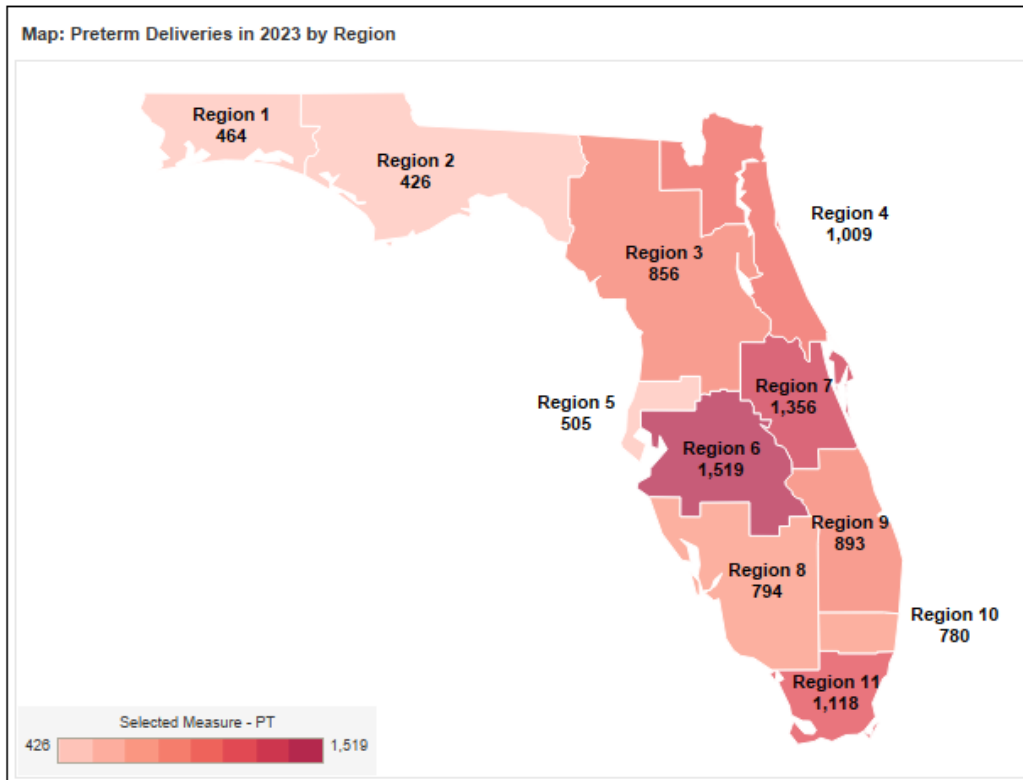 Map: Preterm Deliveries in 2023 by Region
Region 1
464
Region 2
426
Region 4
1,009
Region 3
856
Region 7
1,356
Region 5
505
Region 6
1,519
Region 9
893
Region 8
794
Region 10
780
Region 11
1,118
Selected Measure - PT
426
1,519